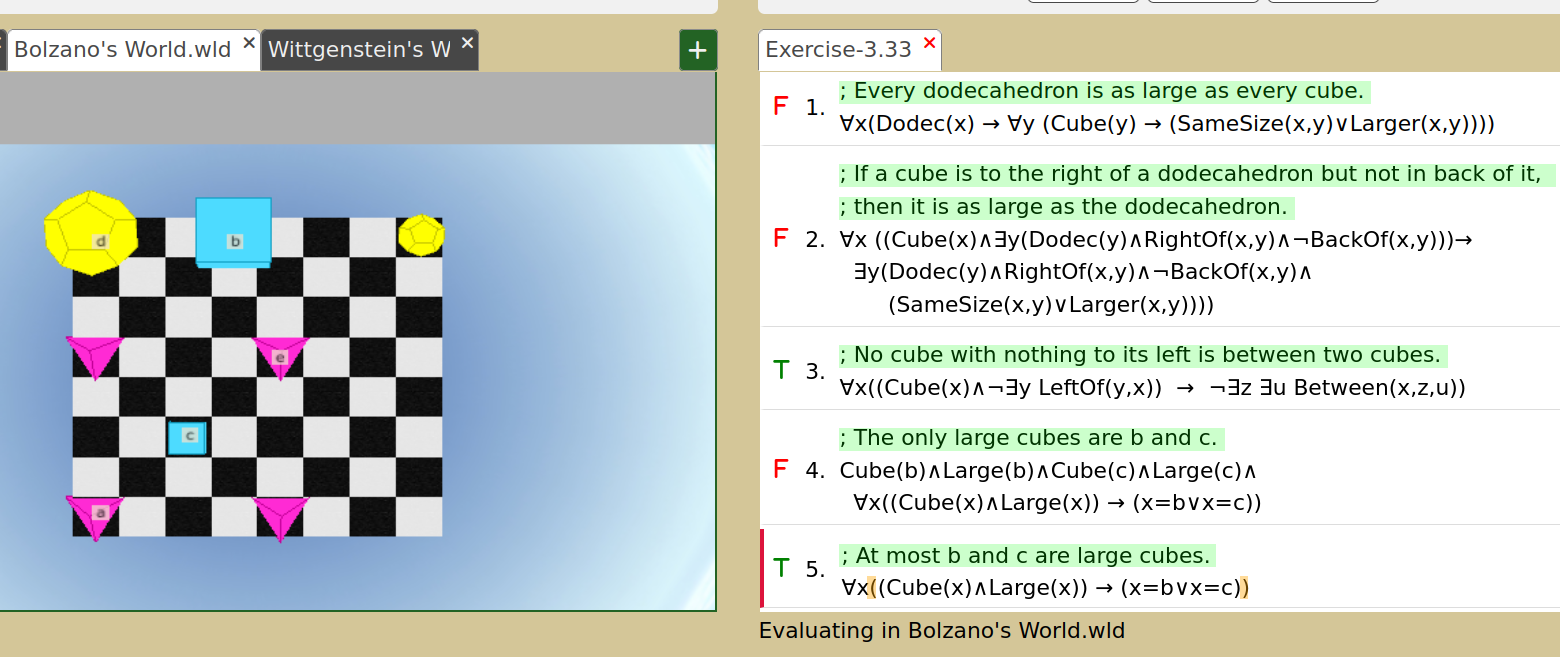 Bolzano's World.wld ×
Wittgenstein's W ×
+
d
b
e
c
a
Exercise-3.33 ×
; Every dodecahedron is as large as every cube.
F 1.
∀x(Dodec(x) → ∀y (Cube(y) → (SameSize(x,y)∨Larger(x,y))))
; If a cube is to the right of a dodecahedron but not in back of it,
; then it is as large as the dodecahedron.
F 2. ∀x ((Cube(x)∧∃y(Dodec(y)∧RightOf(x,y)∧¬BackOf(x,y)))→
∃y(Dodec(y)∧RightOf(x,y)∧¬BackOf(x,y)∧
(SameSize(x,y)∨Larger(x,y))))
; No cube with nothing to its left is between two cubes.
T 3.
∀x((Cube(x)∧¬∃y LeftOf(y,x)) → ¬∃z ∃u Between(x,z,u))
; The only large cubes are b and c.
F 4. Cube(b)∧Large(b)∧Cube(c)∧Large(c)∧
∀x((Cube(x)∧Large(x)) → (x=b∨x=c))
; At most b and c are large cubes.
T 5.
∀x((Cube(x)∧Large(x)) → (x=b∨x=c))
Evaluating in Bolzano's World.wld